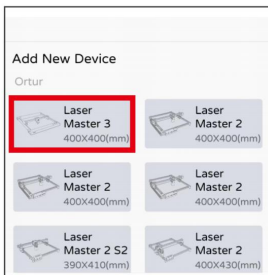 Add New Device
Ortur
Laser
Master 3
400X400(mm)
Laser
Master 2
400X400(mm)
Laser
Master 2
400X400(mm)
Laser
Master 2
400X400(mm)
Laser
Master 2 S2
390X410(mm)
Laser
Master 2
400X430(mm)